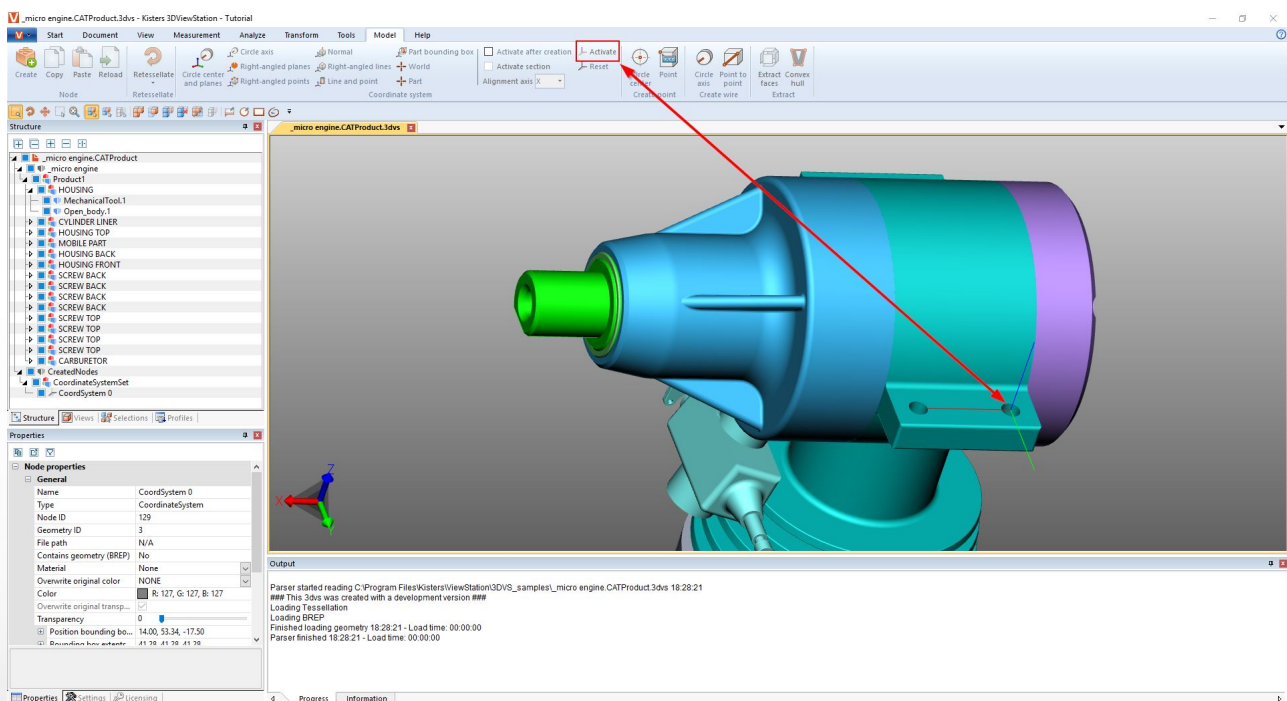 _micro engine.CATProduct.3dvs - Kisters 3DViewStation - Tutorial
Start Document View Measurement Analyze Transform Tools Model Help
Circle axis Normal Part bounding box Activate after creation Activate
Right-angled planes Right-angled lines World Activate section Reset
Right-angled points Line and point Part Alignment axis X
Create Copy Paste Reload Retessellate Circle center and planes Circle center Point Circle axis Point to point Extract faces Convex hull
Node Retessellate Coordinate system Create point Create wire Extract
Structure
_micro engine.CATProduct.3dvs
_micro engine.CATProduct
_micro engine
Product1
HOUSING
MechanicalTool.1
Open_body.1
CYLINDER LINER
HOUSING TOP
MOBILE PART
HOUSING BACK
HOUSING FRONT
SCREW BACK
SCREW BACK
SCREW BACK
SCREW BACK
SCREW TOP
SCREW TOP
SCREW TOP
SCREW TOP
CARBURETOR
CreatedNodes
CoordinateSystemSet
CoordSystem 0
Structure Views Selections Profiles
Properties
Node properties
General
Name CoordSystem 0
Type CoordinateSystem
Node ID 129
Geometry ID 3
File path N/A
Contains geometry (BREP) No
Material None
Overwrite original color NONE
Color R: 127, G: 127, B: 127
Overwrite original transp...
Transparency 0
Position bounding bo... 14.00, 53.34, -17.50
Bounding box extents 41.28, 41.28, 41.28
Properties Settings Licensing
X Z
Output
Parser started reading C:\Program Files\Kisters\ViewStation\3DVS_samples\_micro engine.CATProduct.3dvs 18:28:21
### This 3dvs was created with a development version ###
Loading Tessellation
Loading BREP
Finished loading geometry 18:28:21 - Load time: 00:00:00
Parser finished 18:28:21 - Load time: 00:00:00
Progress Information